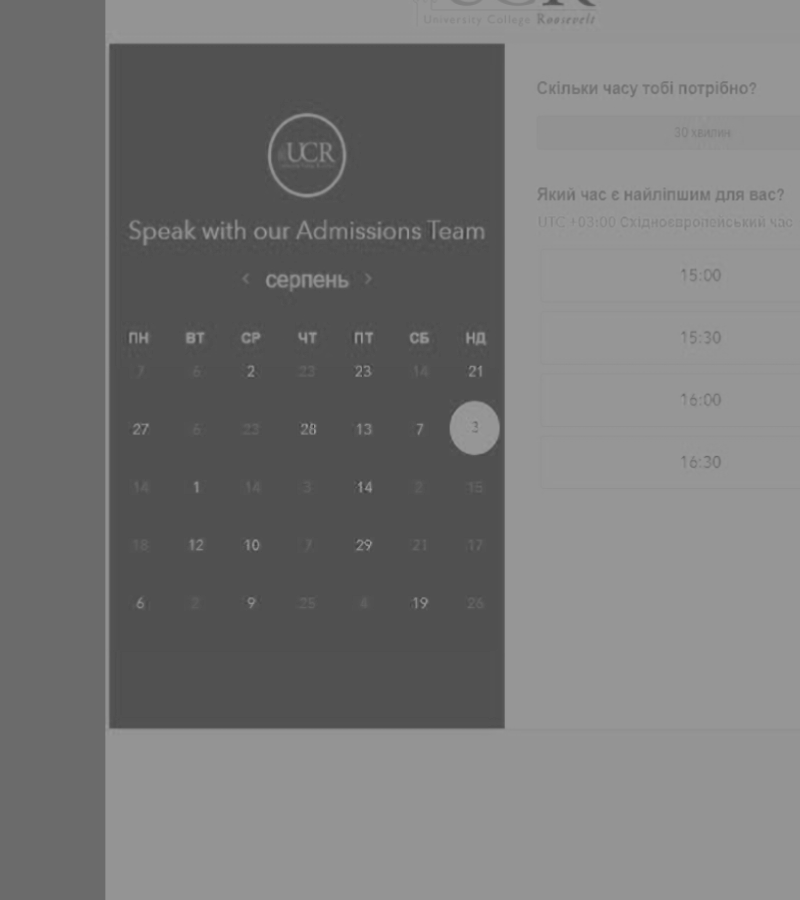 UCR
University College Roosevelt
UCR
Speak with our Admissions Team
‹ серпень ›
ПН ВТ СР ЧТ ПТ СБ НД
7 6 2 23 23 14 21
27 6 22 28 13 7 3
14 1 14 3 14 2 15
18 12 10 7 29 21 17
6 2 9 25 4 19 26
Скільки часу тобі потрібно?
30 хвилин
Який час є найліпшим для вас?
UTC +03:00 Східноєвропейський час
15:00
15:30
16:00
16:30